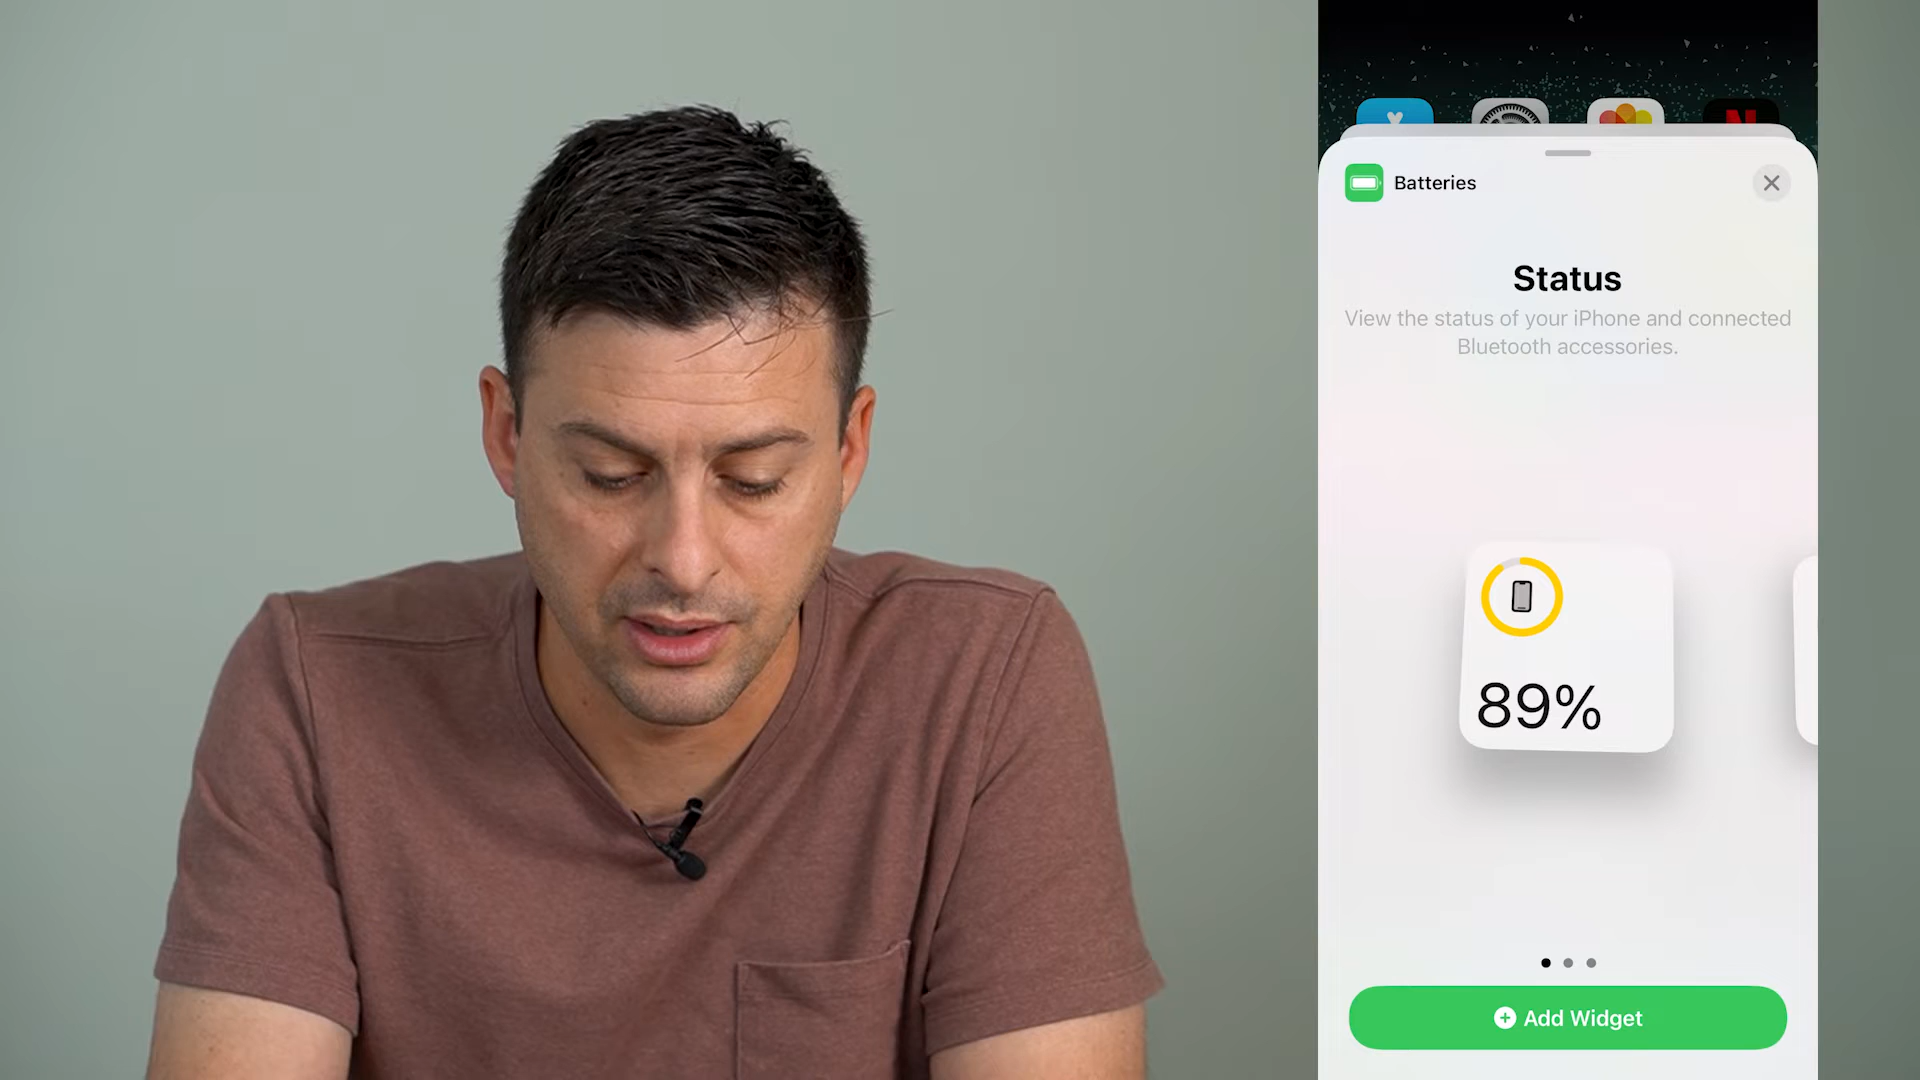 Batteries
Status
View the status of your iPhone and connected
Bluetooth accessories.
89%
Add Widget